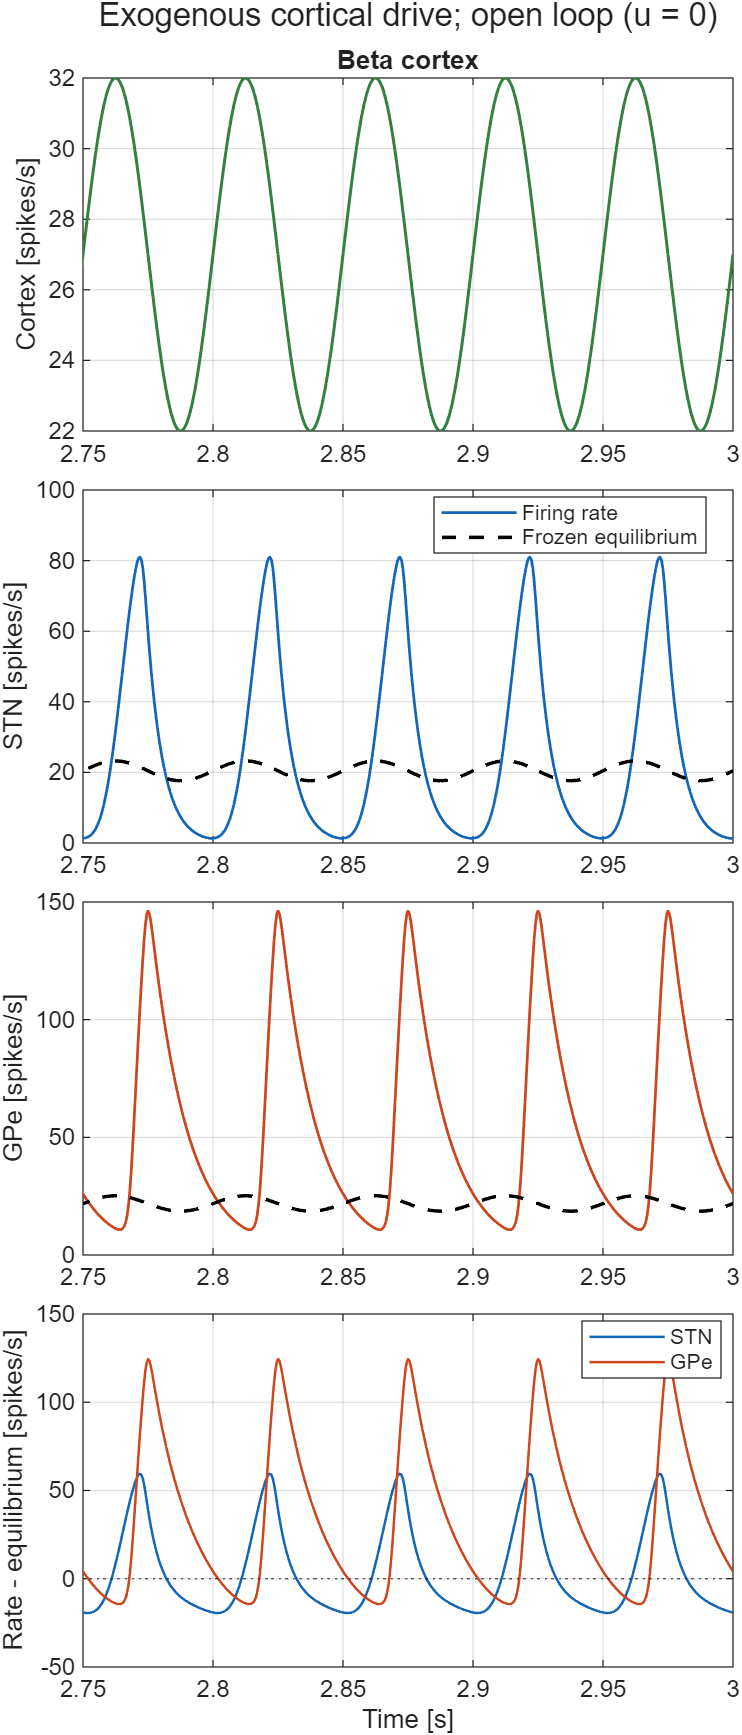 Exogenous cortical drive; open loop (u = 0)
Beta cortex
Cortex [spikes/s]
32
30
28
26
24
22
2.75 2.8 2.85 2.9 2.95 3
STN [spikes/s]
100
80
60
40
20
0
Firing rate
Frozen equilibrium
2.75 2.8 2.85 2.9 2.95 3
GPe [spikes/s]
150
100
50
0
2.75 2.8 2.85 2.9 2.95 3
Rate - equilibrium [spikes/s]
150
100
50
0
-50
STN
GPe
2.75 2.8 2.85 2.9 2.95 3
Time [s]